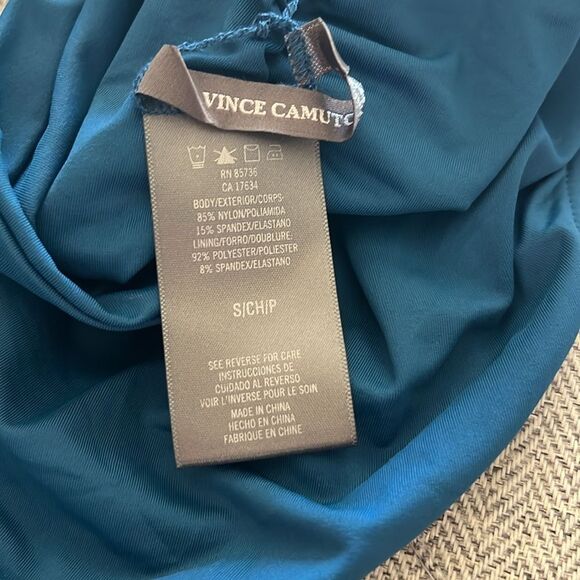 VINCE CAMUTO
RN 85736
CA 17634
BODY/EXTERIOR/CORPS:
85% NYLON/POLIAMIDA
15% SPANDEX/ELASTANO
LINING/FORRO/DOUBLURE:
92% POLYESTER/POLIESTER
8% SPANDEX/ELASTANO
S/CH/P
SEE REVERSE FOR CARE
INSTRUCCIONES DE
CUIDADO AL REVERSO
VOIR L'INVERSE POUR LE SOIN
MADE IN CHINA
HECHO EN CHINA
FABRIQUE EN CHINE